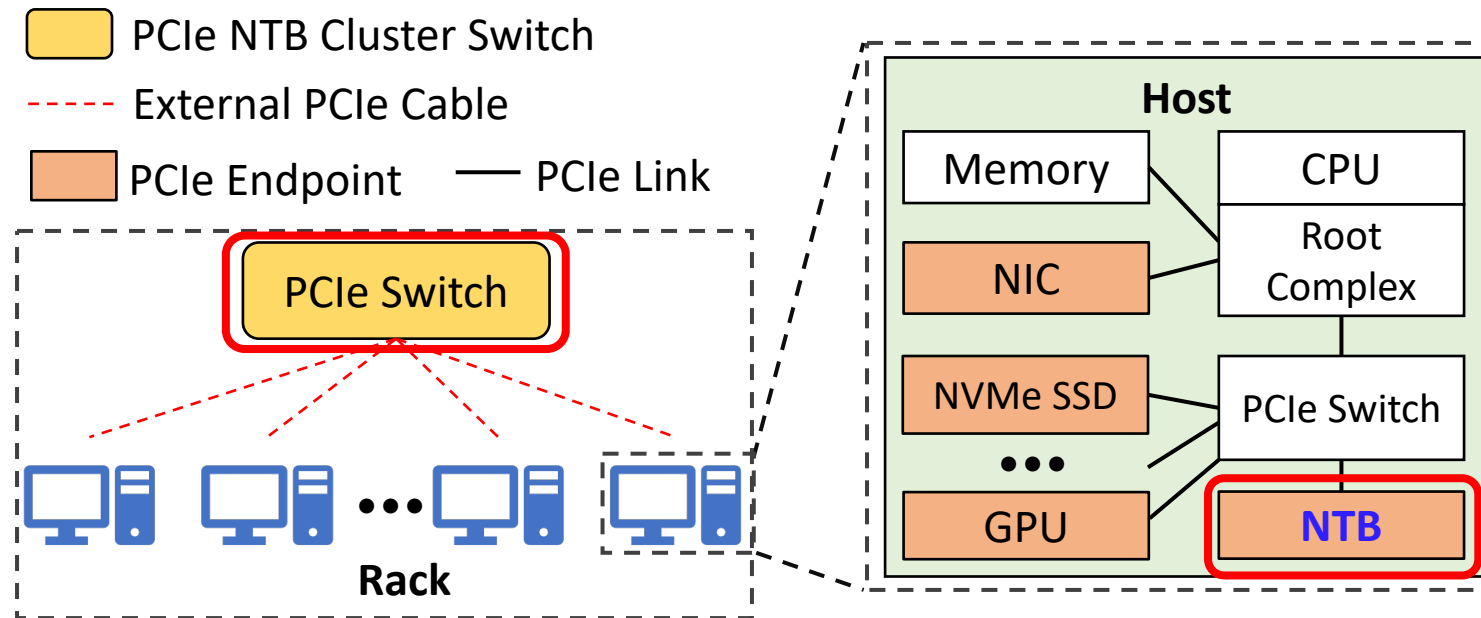 PCIe NTB Cluster Switch
External PCIe Cable
PCIe Endpoint
PCIe Link
PCIe Switch
Rack
Host
Memory
CPU
Root
Complex
NIC
NVMe SSD
PCIe Switch
GPU
NTB